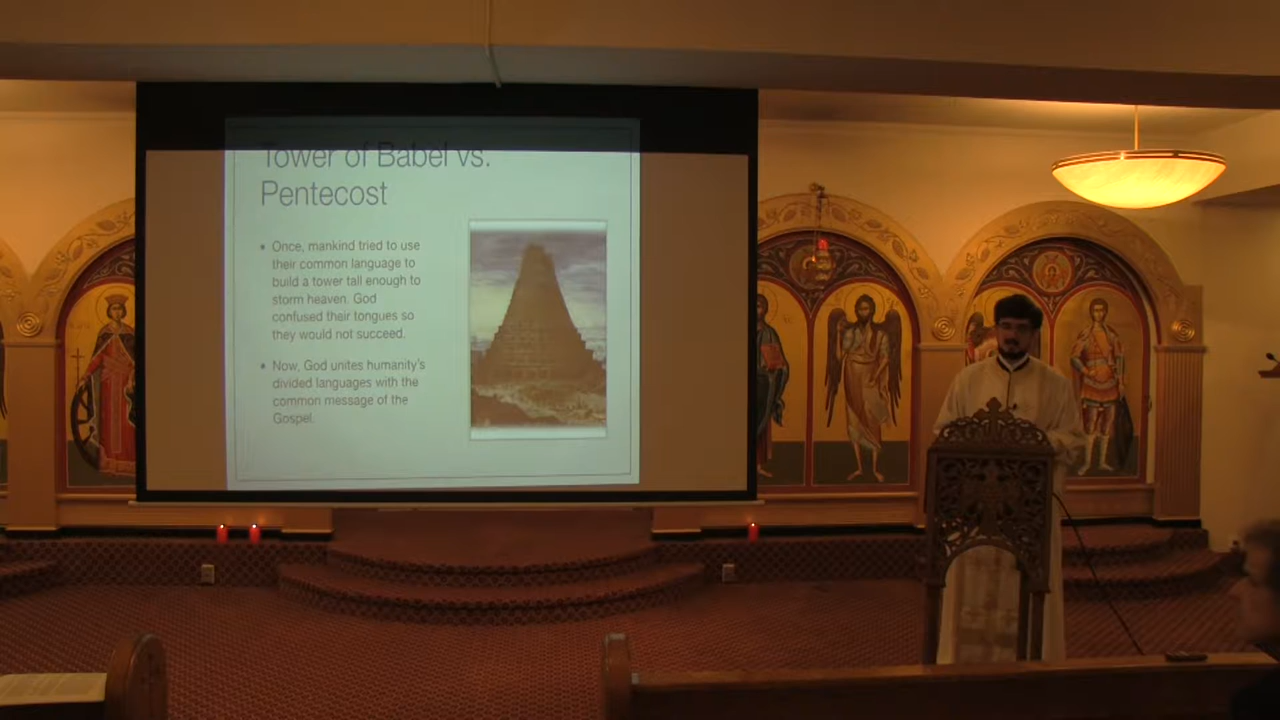 Tower of Babel vs.
Pentecost
• Once, mankind tried to use
their common language to
build a tower tall enough to
storm heaven. God
confused their tongues so
they would not succeed.
• Now, God unites humanity's
divided languages with the
common message of the
Gospel.